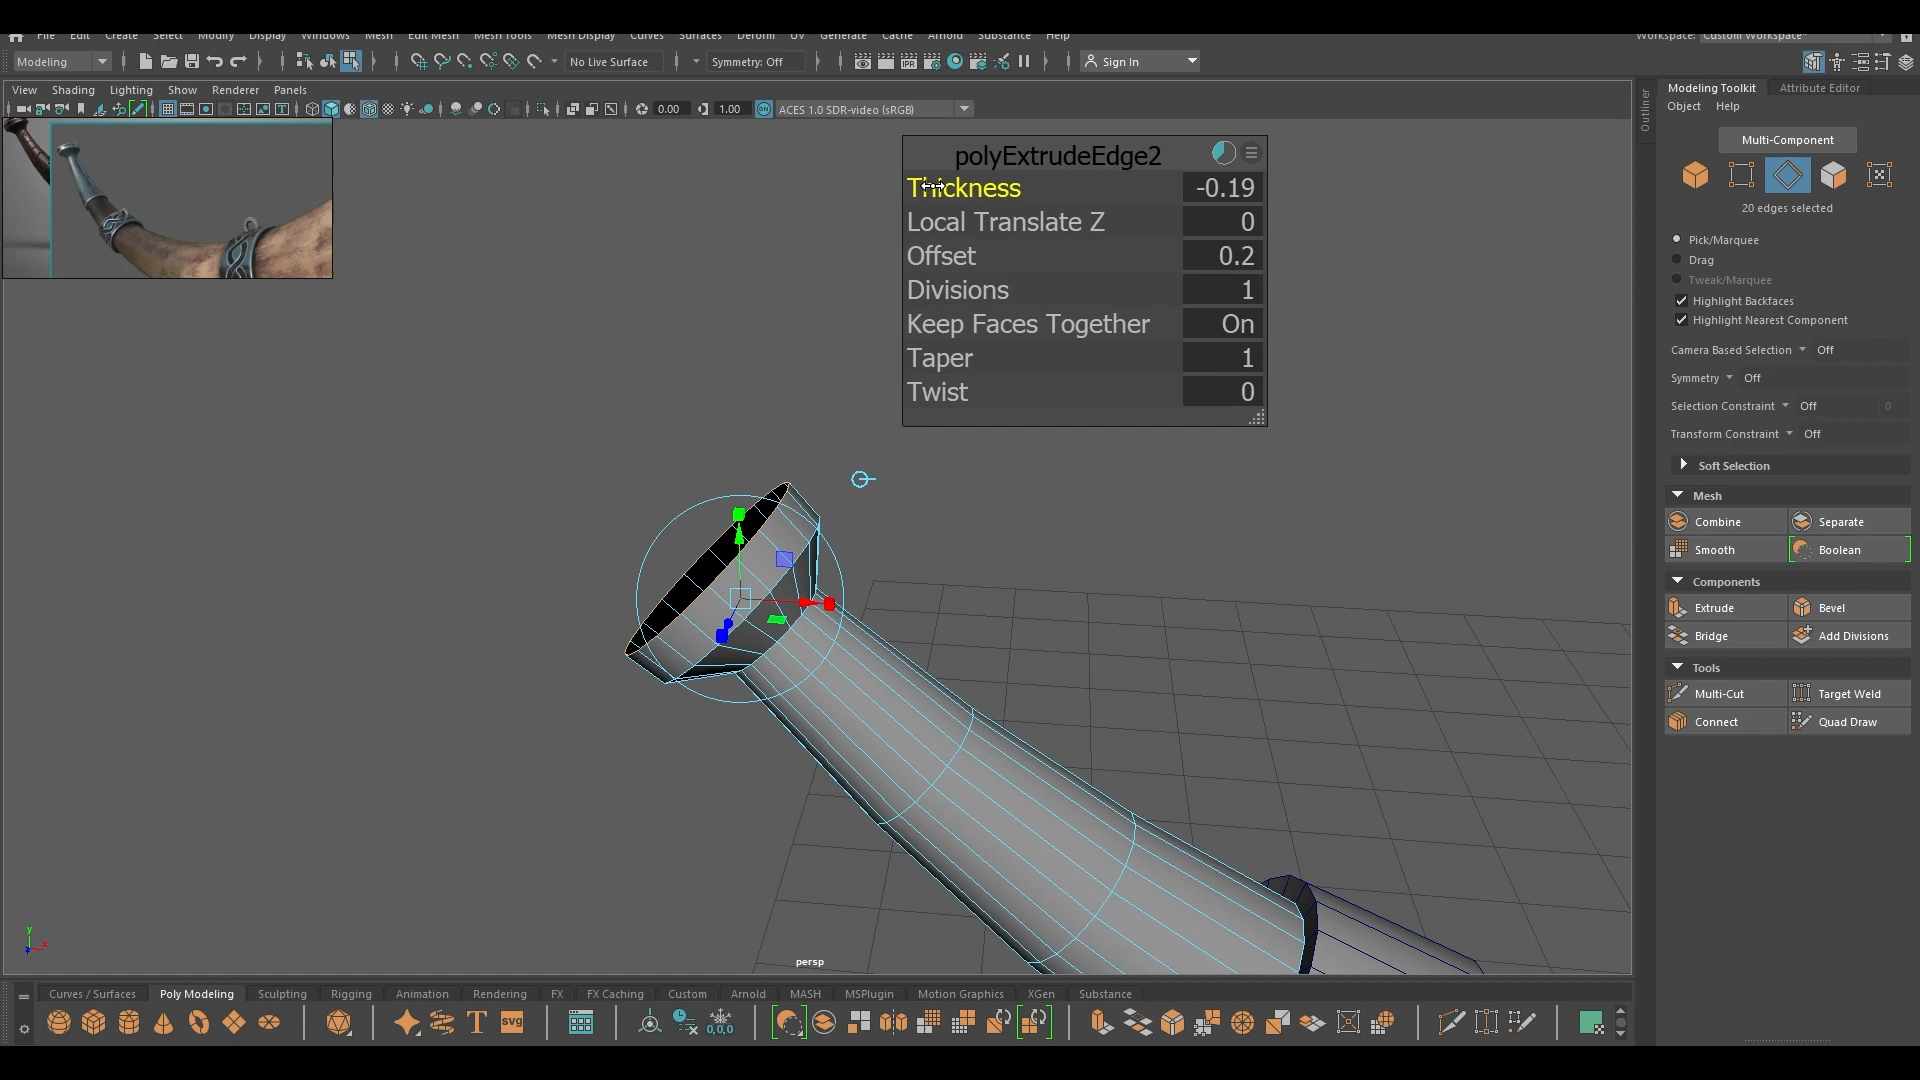 File Edit Create Select Modify Display Windows Mesh Edit Mesh Mesh Tools Mesh Display Curves Surfaces Deform UV Generate Cache Arnold Substance Help
Workspace: Custom Workspace*
Modeling
No Live Surface
Symmetry: Off
IPR
Sign In
View Shading Lighting Show Renderer Panels
0.00
1.00
ON
ACES 1.0 SDR-video (sRGB)
Modeling Toolkit
Attribute Editor
Object Help
Outliner
Multi-Component
20 edges selected
Pick/Marquee
Drag
Tweak/Marquee
Highlight Backfaces
Highlight Nearest Component
Camera Based Selection Off
Symmetry Off
Selection Constraint Off 0
Transform Constraint Off
Soft Selection
Mesh
Combine Separate
Smooth Boolean
Components
Extrude Bevel
Bridge Add Divisions
Tools
Multi-Cut Target Weld
Connect Quad Draw
polyExtrudeEdge2
Thickness -0.19
Local Translate Z 0
Offset 0.2
Divisions 1
Keep Faces Together On
Taper 1
Twist 0
y
x
z
persp
Curves / Surfaces Poly Modeling Sculpting Rigging Animation Rendering FX FX Caching Custom Arnold MASH MSPlugin Motion Graphics XGen Substance
T
svg
0,0,0